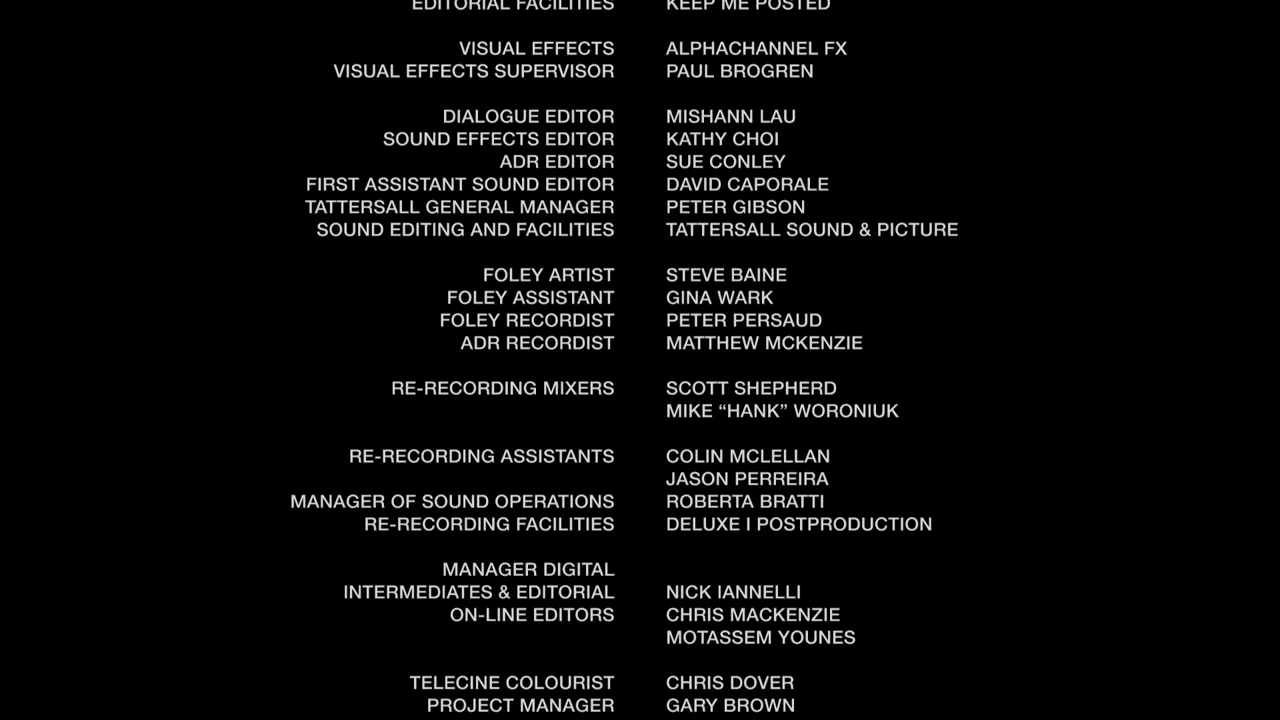 EDITORIAL FACILITIES KEEP ME POSTED
VISUAL EFFECTS ALPHACHANNEL FX
VISUAL EFFECTS SUPERVISOR PAUL BROGREN
DIALOGUE EDITOR MISHANN LAU
SOUND EFFECTS EDITOR KATHY CHOI
ADR EDITOR SUE CONLEY
FIRST ASSISTANT SOUND EDITOR DAVID CAPORALE
TATTERSALL GENERAL MANAGER PETER GIBSON
SOUND EDITING AND FACILITIES TATTERSALL SOUND & PICTURE
FOLEY ARTIST STEVE BAINE
FOLEY ASSISTANT GINA WARK
FOLEY RECORDIST PETER PERSAUD
ADR RECORDIST MATTHEW MCKENZIE
RE-RECORDING MIXERS SCOTT SHEPHERD
MIKE “HANK” WORONIUK
RE-RECORDING ASSISTANTS COLIN MCLELLAN
JASON PERREIRA
MANAGER OF SOUND OPERATIONS ROBERTA BRATTI
RE-RECORDING FACILITIES DELUXE I POSTPRODUCTION
MANAGER DIGITAL
INTERMEDIATES & EDITORIAL NICK IANNELLI
ON-LINE EDITORS CHRIS MACKENZIE
MOTASSEM YOUNES
TELECINE COLOURIST CHRIS DOVER
PROJECT MANAGER GARY BROWN